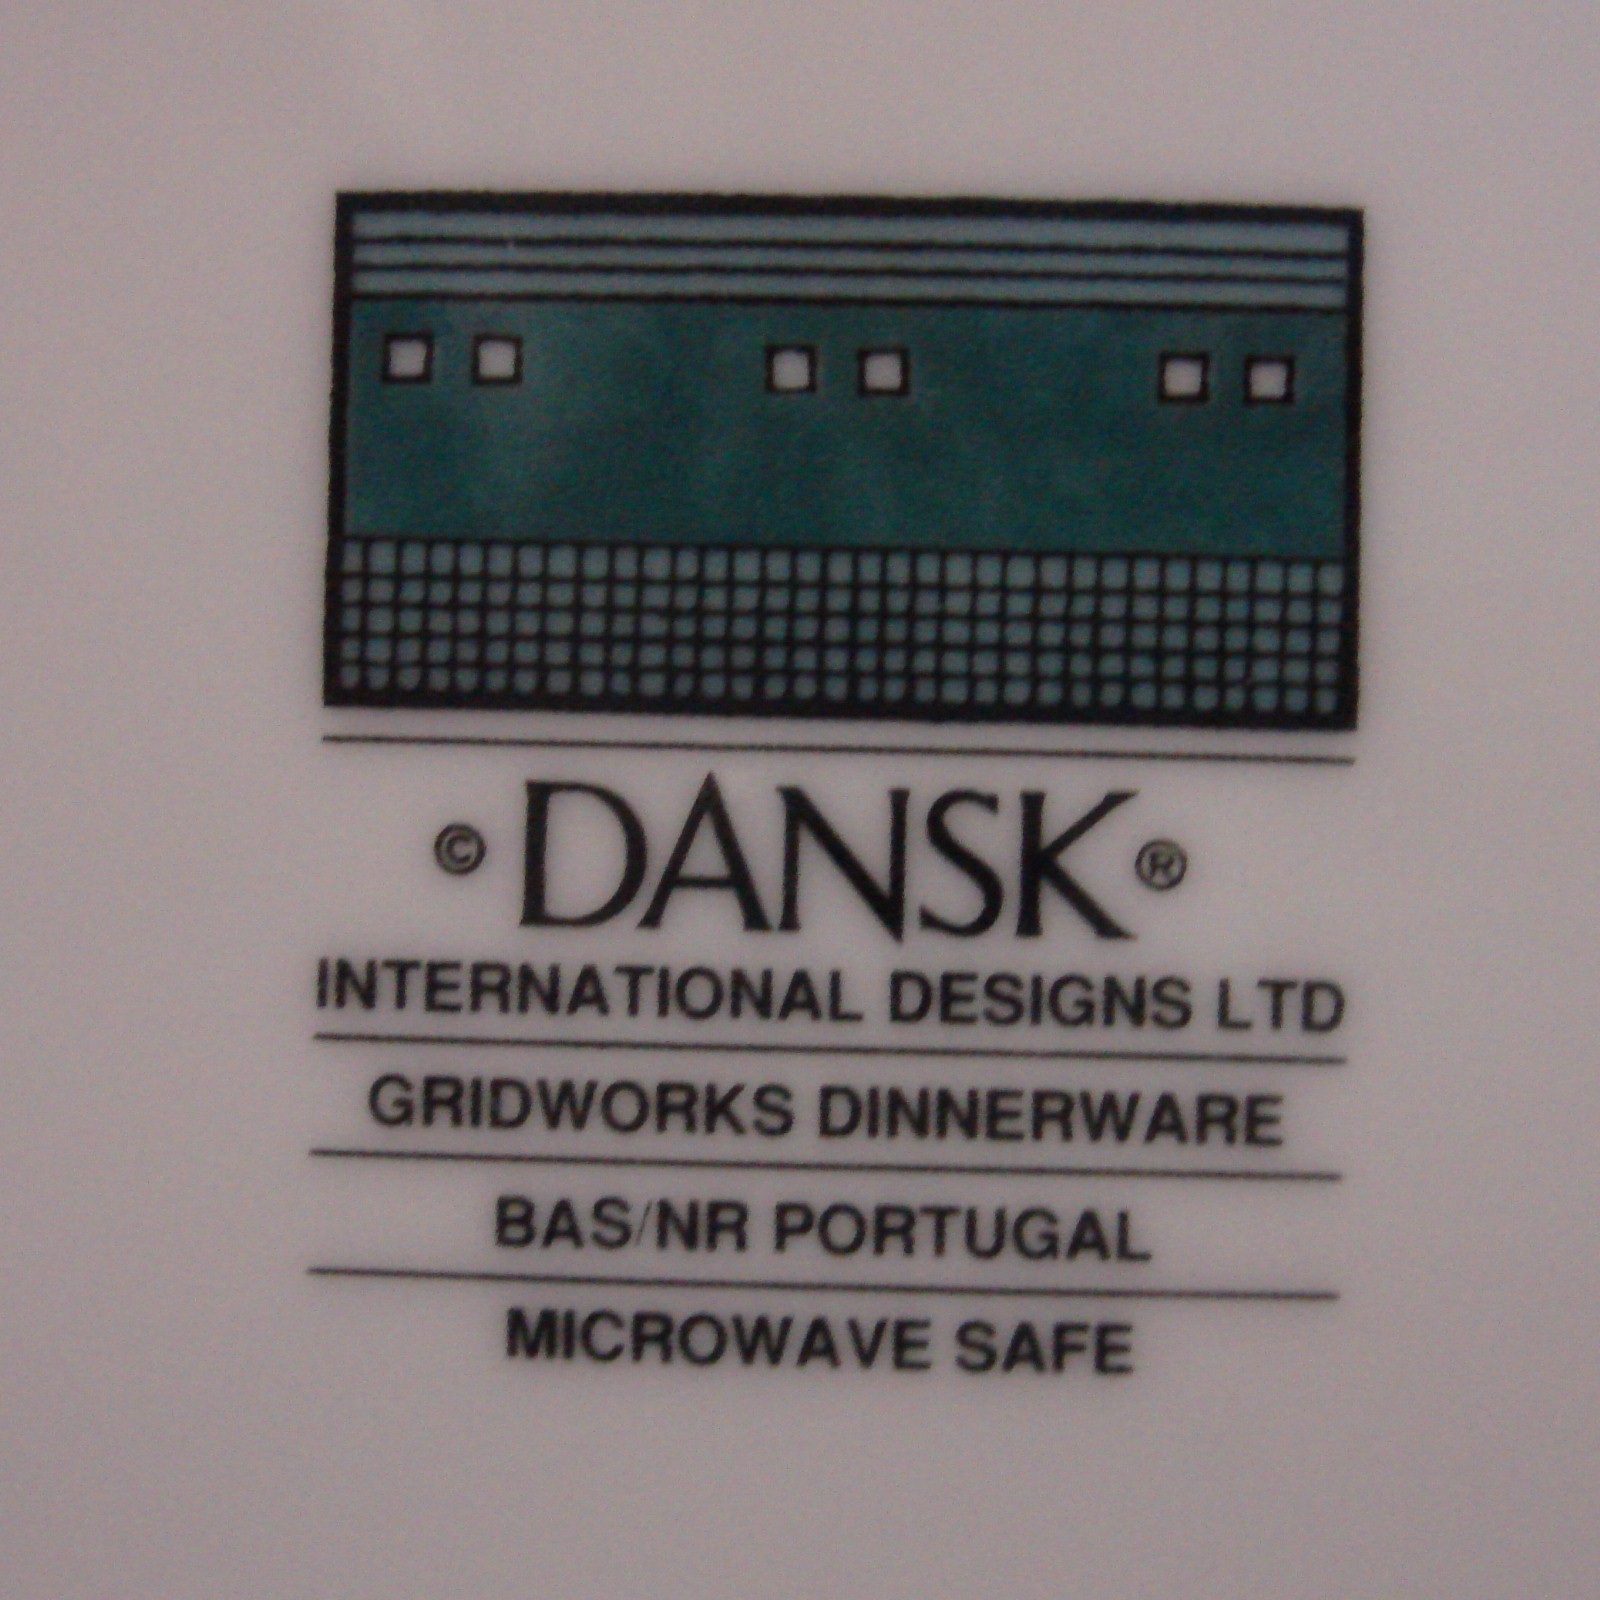 © DANSK ®
INTERNATIONAL DESIGNS LTD
GRIDWORKS DINNERWARE
BAS/NR PORTUGAL
MICROWAVE SAFE